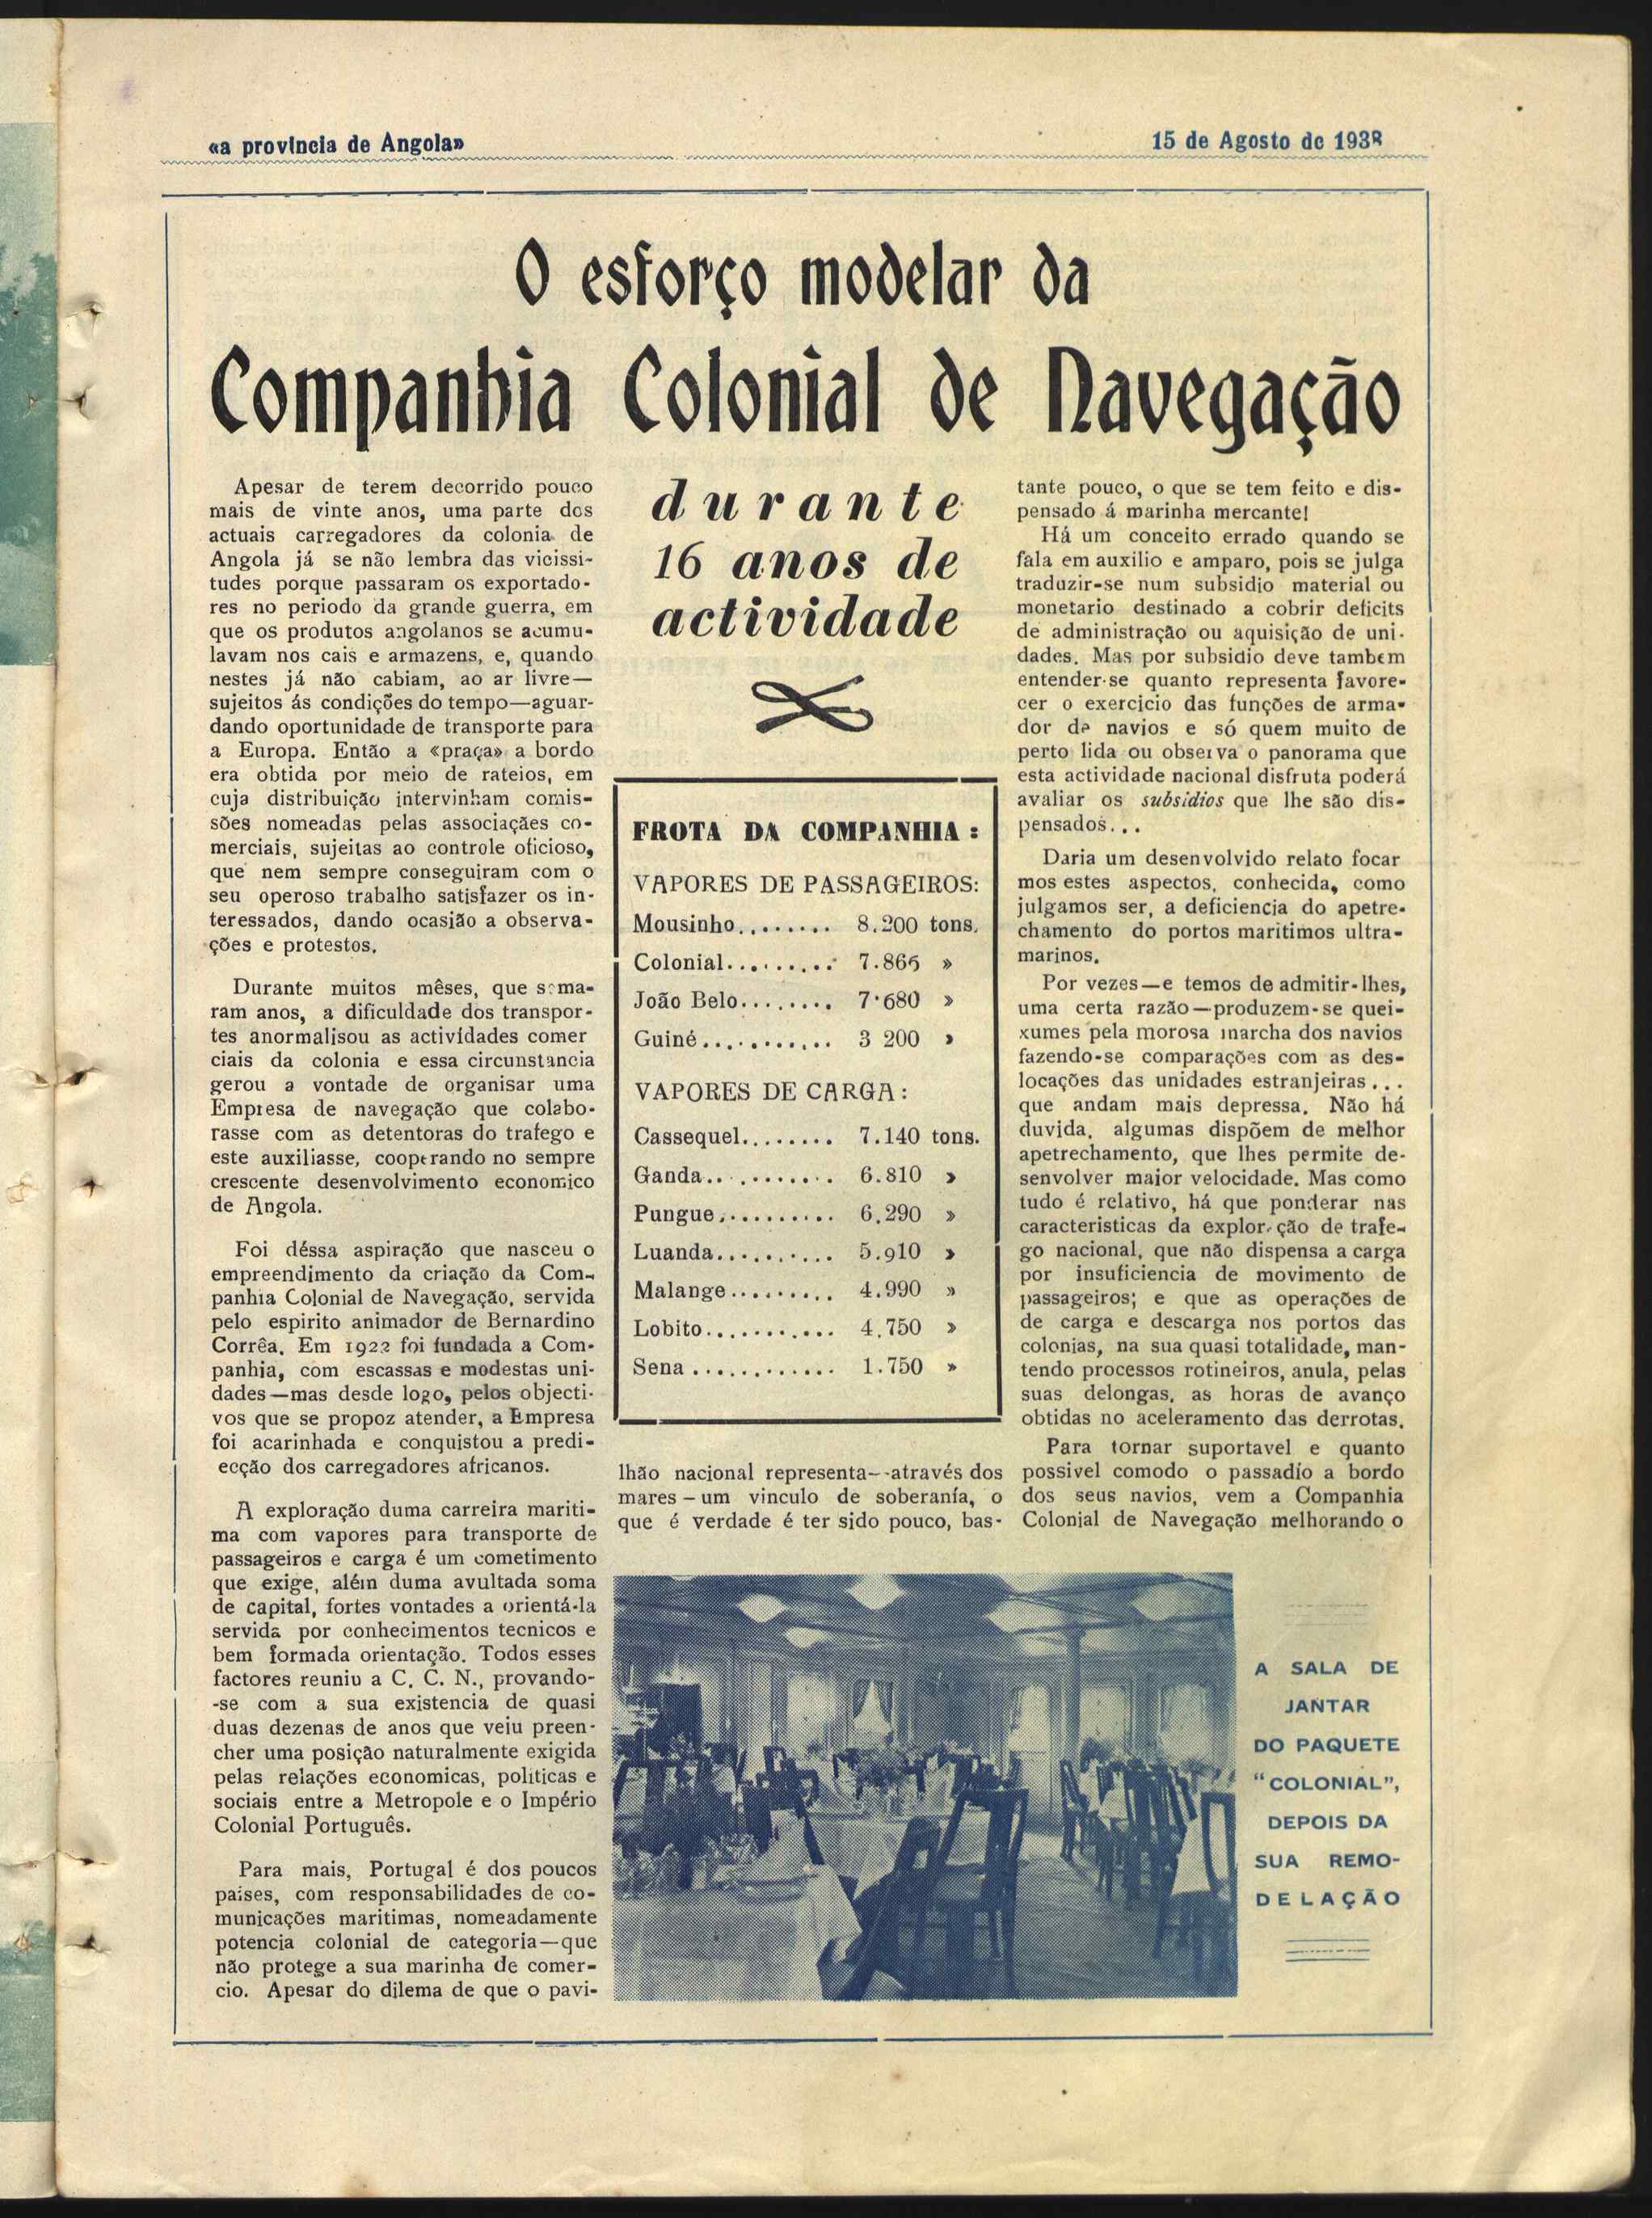 «a provincia de Angola»
15 de Agosto de 1938
O esforço modelar da
Companhia Colonial de Navegação
Apesar de terem decorrido pouco
mais de vinte anos, uma parte dos
actuais carregadores da colonia de
Angola já se não lembra das vicissi-
tudes porque passaram os exportado-
res no periodo da grande guerra, em
que os produtos angolanos se acumu-
lavam nos cais e armazens, e, quando
nestes já não cabiam, ao ar livre—
sujeitos ás condições do tempo—aguar-
dando oportunidade de transporte para
a Europa. Então a «praça» a bordo
era obtida por meio de rateios, em
cuja distribuição intervinham comis-
sões nomeadas pelas associaçães co-
merciais, sujeitas ao controle oficioso,
que nem sempre conseguiram com o
seu operoso trabalho satisfazer os in-
teressados, dando ocasião a observa-
ções e protestos.
Durante muitos mêses, que soma-
ram anos, a dificuldade dos transpor-
tes anormalisou as actividades comer
ciais da colonia e essa circunstancia
gerou a vontade de organisar uma
Empresa de navegação que colabo-
rasse com as detentoras do trafego e
este auxiliasse, cooperando no sempre
crescente desenvolvimento economico
de Angola.
Foi déssa aspiração que nasceu o
empreendimento da criação da Com-
panhia Colonial de Navegação, servida
pelo espirito animador de Bernardino
Corrêa. Em 1922 foi fundada a Com-
panhia, com escassas e modestas uni-
dades—mas desde logo, pelos objecti-
vos que se propoz atender, a Empresa
foi acarinhada e conquistou a predi-
ecção dos carregadores africanos.
A exploração duma carreira mariti-
ma com vapores para transporte de
passageiros e carga é um cometimento
que exige, além duma avultada soma
de capital, fortes vontades a orientá-la
servida por conhecimentos tecnicos e
bem formada orientação. Todos esses
factores reuniu a C. C. N., provando-
-se com a sua existencia de quasi
duas dezenas de anos que veiu preen-
cher uma posição naturalmente exigida
pelas relações economicas, politicas e
sociais entre a Metropole e o Império
Colonial Português.
Para mais, Portugal é dos poucos
paises, com responsabilidades de co-
municações maritimas, nomeadamente
potencia colonial de categoria—que
não protege a sua marinha de comer-
cio. Apesar do dilema de que o pavi-
durante
16 anos de
actividade
FROTA DA COMPANHIA :
VAPORES DE PASSAGEIROS:
Mousinho........ 8.200 tons.
Colonial.......... 7.865 »
João Belo........ 7.680 »
Guiné............ 3 200 »
VAPORES DE CARGA:
Cassequel........ 7.140 tons.
Ganda........... 6.810 »
Pungue.......... 6.290 »
Luanda.......... 5.910 »
Malange......... 4.990 »
Lobito........... 4.750 »
Sena ............ 1.750 »
lhão nacional representa--através dos
mares – um vinculo de soberanía, o
que é verdade é ter sido pouco, bas-
tante pouco, o que se tem feito e dis-
pensado á marinha mercante!
Há um conceito errado quando se
fala em auxilio e amparo, pois se julga
traduzir-se num subsidio material ou
monetario destinado a cobrir deficits
de administração ou aquisição de uni-
dades. Mas por subsidio deve tambem
entender-se quanto representa favore-
cer o exercicio das funções de arma-
dor de navios e só quem muito de
perto lida ou observa o panorama que
esta actividade nacional disfruta poderá
avaliar os subsidios que lhe são dis-
pensados...
Daria um desenvolvido relato focar
mos estes aspectos, conhecida, como
julgamos ser, a deficiencia do apetre-
chamento do portos maritimos ultra-
marinos.
Por vezes—e temos de admitir-lhes,
uma certa razão—produzem-se quei-
xumes pela morosa marcha dos navios
fazendo-se comparações com as des-
locações das unidades estranjeiras...
que andam mais depressa. Não há
duvida, algumas dispõem de melhor
apetrechamento, que lhes permite de-
senvolver maior velocidade. Mas como
tudo é relativo, há que ponderar nas
caracteristicas da exploração de trafe-
go nacional, que não dispensa a carga
por insuficiencia de movimento de
passageiros; e que as operações de
de carga e descarga nos portos das
colonias, na sua quasi totalidade, man-
tendo processos rotineiros, anula, pelas
suas delongas, as horas de avanço
obtidas no aceleramento das derrotas.
Para tornar suportavel e quanto
possivel comodo o passadío a bordo
dos seus navios, vem a Companhia
Colonial de Navegação melhorando o
A SALA DE
JANTAR
DO PAQUETE
"COLONIAL",
DEPOIS DA
SUA REMO-
DELAÇÃO